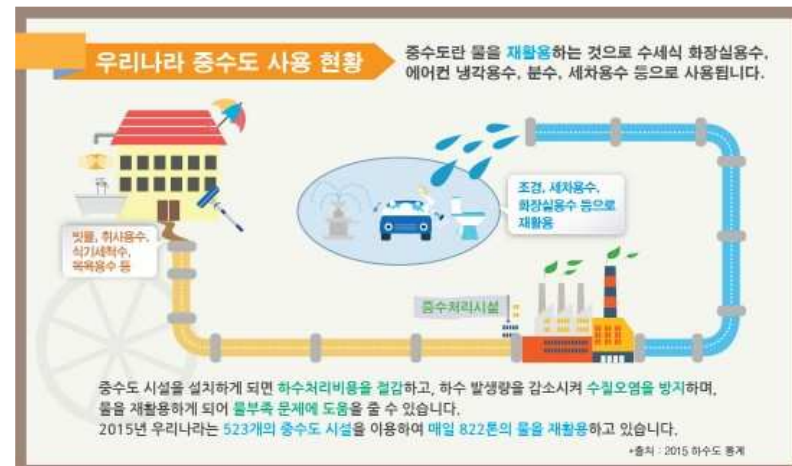 우리나라 중수도 사용 현황
중수도란 물을 재활용하는 것으로 수세식 화장실용수,
에어컨 냉각용수, 분수, 세차용수 등으로 사용됩니다.
조경, 세차용수,
화장실용수 등으로
재활용
빗물, 취사용수,
식기세척수,
목욕용수 등
중수처리시설
중수도 시설을 설치하게 되면 하수처리비용을 절감하고, 하수 발생량을 감소시켜 수질오염을 방지하며,
물을 재활용하게 되어 물부족 문제에 도움을 줄 수 있습니다.
2015년 우리나라는 523개의 중수도 시설을 이용하여 매일 822톤의 물을 재활용하고 있습니다.
*출처 : 2015 하수도 통계